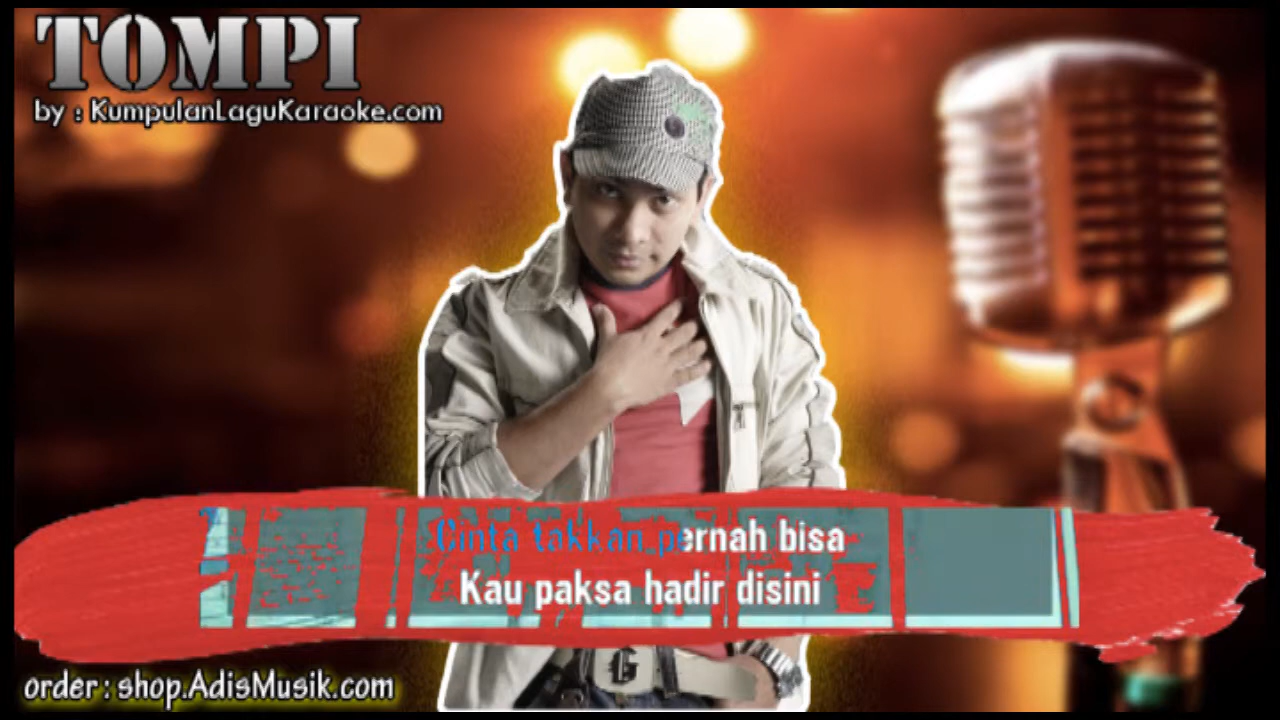 TOMPI
by : KumpulanLaguKaraoke.com
Cinta takkan pernah bisa
Kau paksa hadir disini
G
order : shop.AdisMusik.com